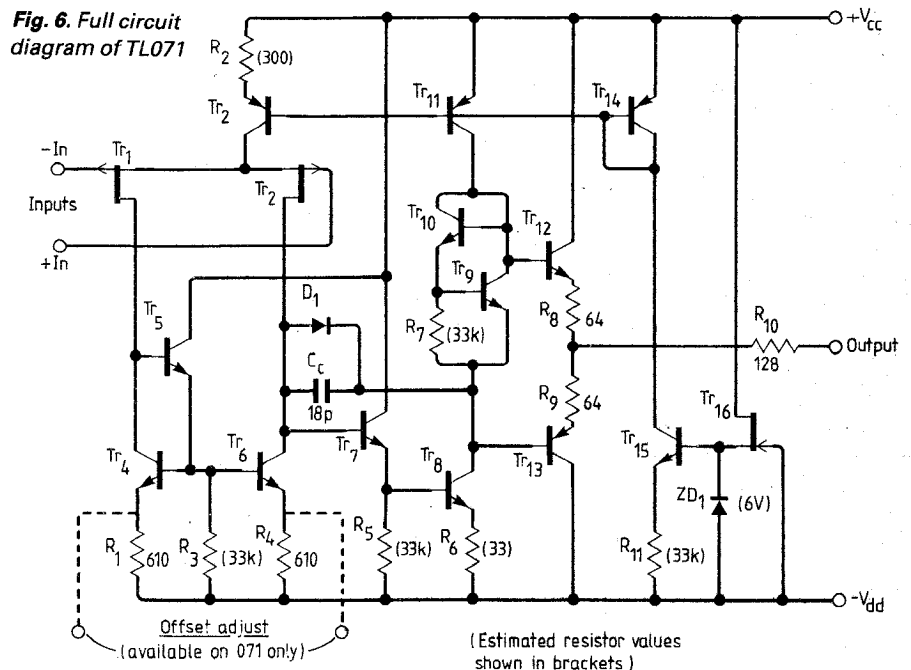 Fig. 6. Full circuit
diagram of TL071
+Vcc
R2
(300)
Tr2
Tr11
Tr14
-In
Tr1
Tr2
Inputs
+In
Tr10
Tr12
Tr9
R7
(33k)
R8
64
R10
128
Output
D1
Cc
18p
Tr5
R9
64
Tr16
Tr4
Tr6
Tr7
Tr8
Tr13
Tr15
ZD1
(6V)
R1
610
R3
(33k)
R4
610
R5
(33k)
R6
(33)
R11
(33k)
-Vdd
Offset adjust
(available on 071 only)
(Estimated resistor values
shown in brackets)